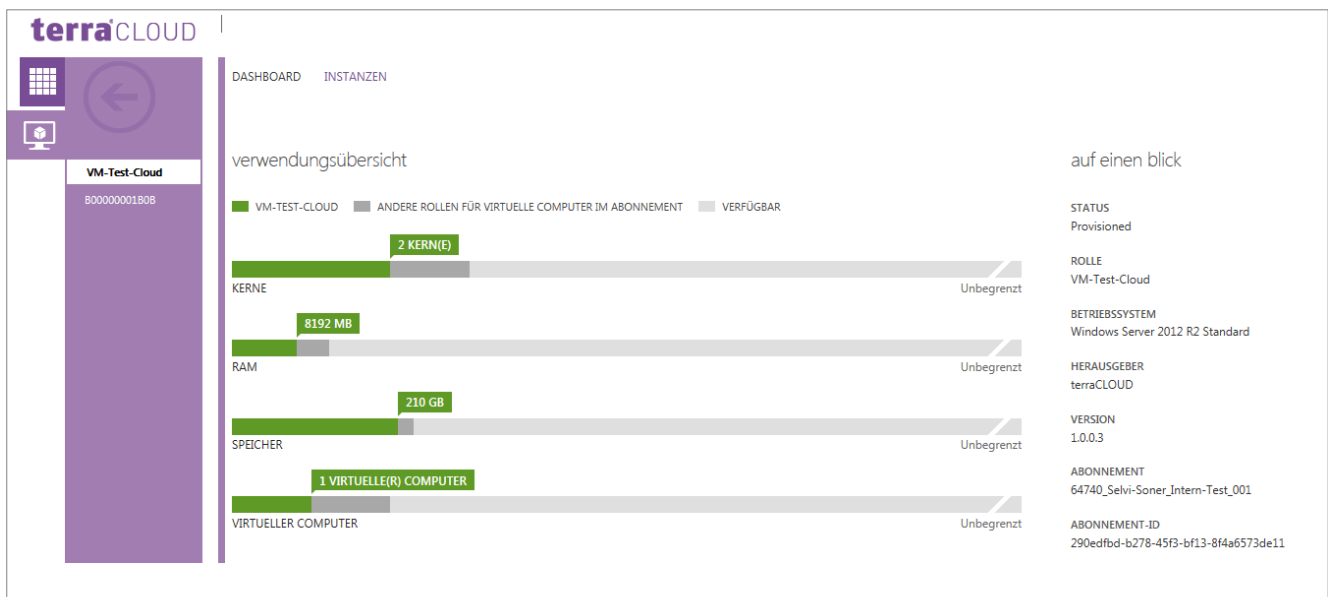 terra CLOUD
DASHBOARD INSTANZEN
VM-Test-Cloud
B00000001B0B
verwendungsübersicht
VM-TEST-CLOUD ANDERE ROLLEN FÜR VIRTUELLE COMPUTER IM ABONNEMENT VERFÜGBAR
2 KERN(E)
KERNE Unbegrenzt
8192 MB
RAM Unbegrenzt
210 GB
SPEICHER Unbegrenzt
1 VIRTUELLE(R) COMPUTER
VIRTUELLER COMPUTER Unbegrenzt
auf einen blick
STATUS
Provisioned
ROLLE
VM-Test-Cloud
BETRIEBSSYSTEM
Windows Server 2012 R2 Standard
HERAUSGEBER
terraCLOUD
VERSION
1.0.0.3
ABONNEMENT
64740_Selvi-Soner_Intern-Test_001
ABONNEMENT-ID
290edfbd-b278-45f3-bf13-8f4a6573de11